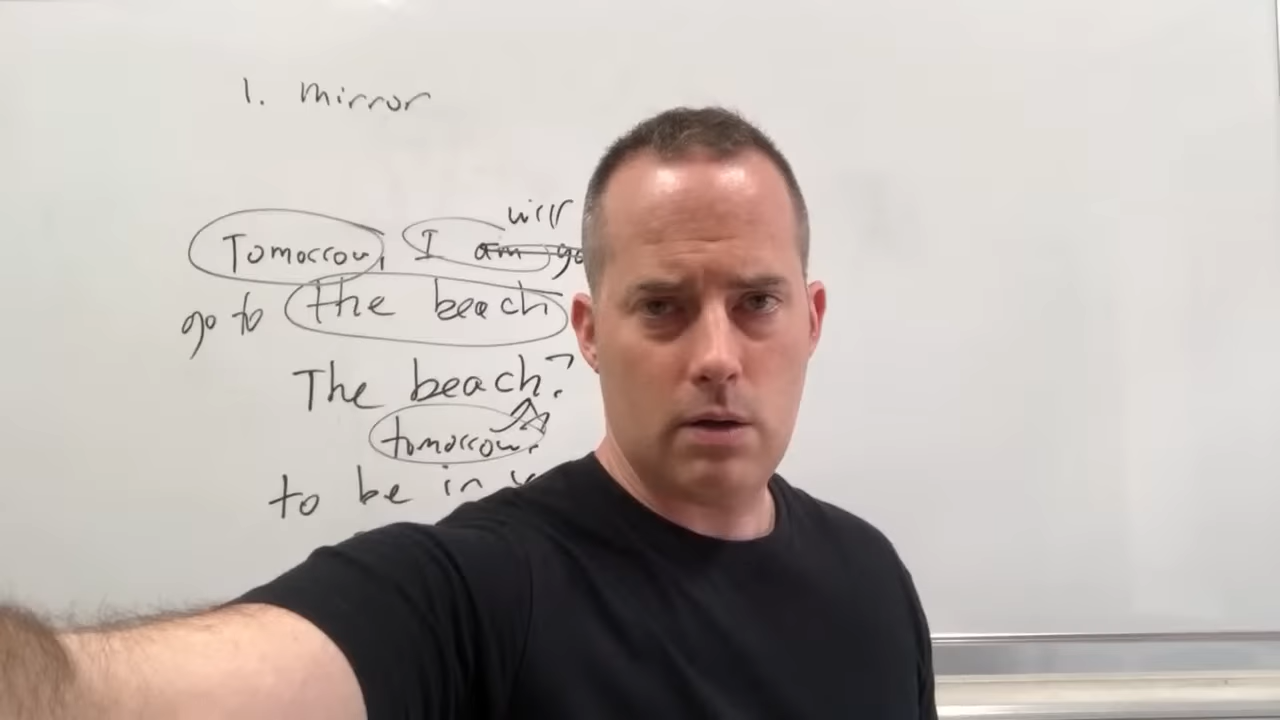 1. mirror
will
Tomorrow, I am go
go to the beach
The beach?
tomorrow.
to be in